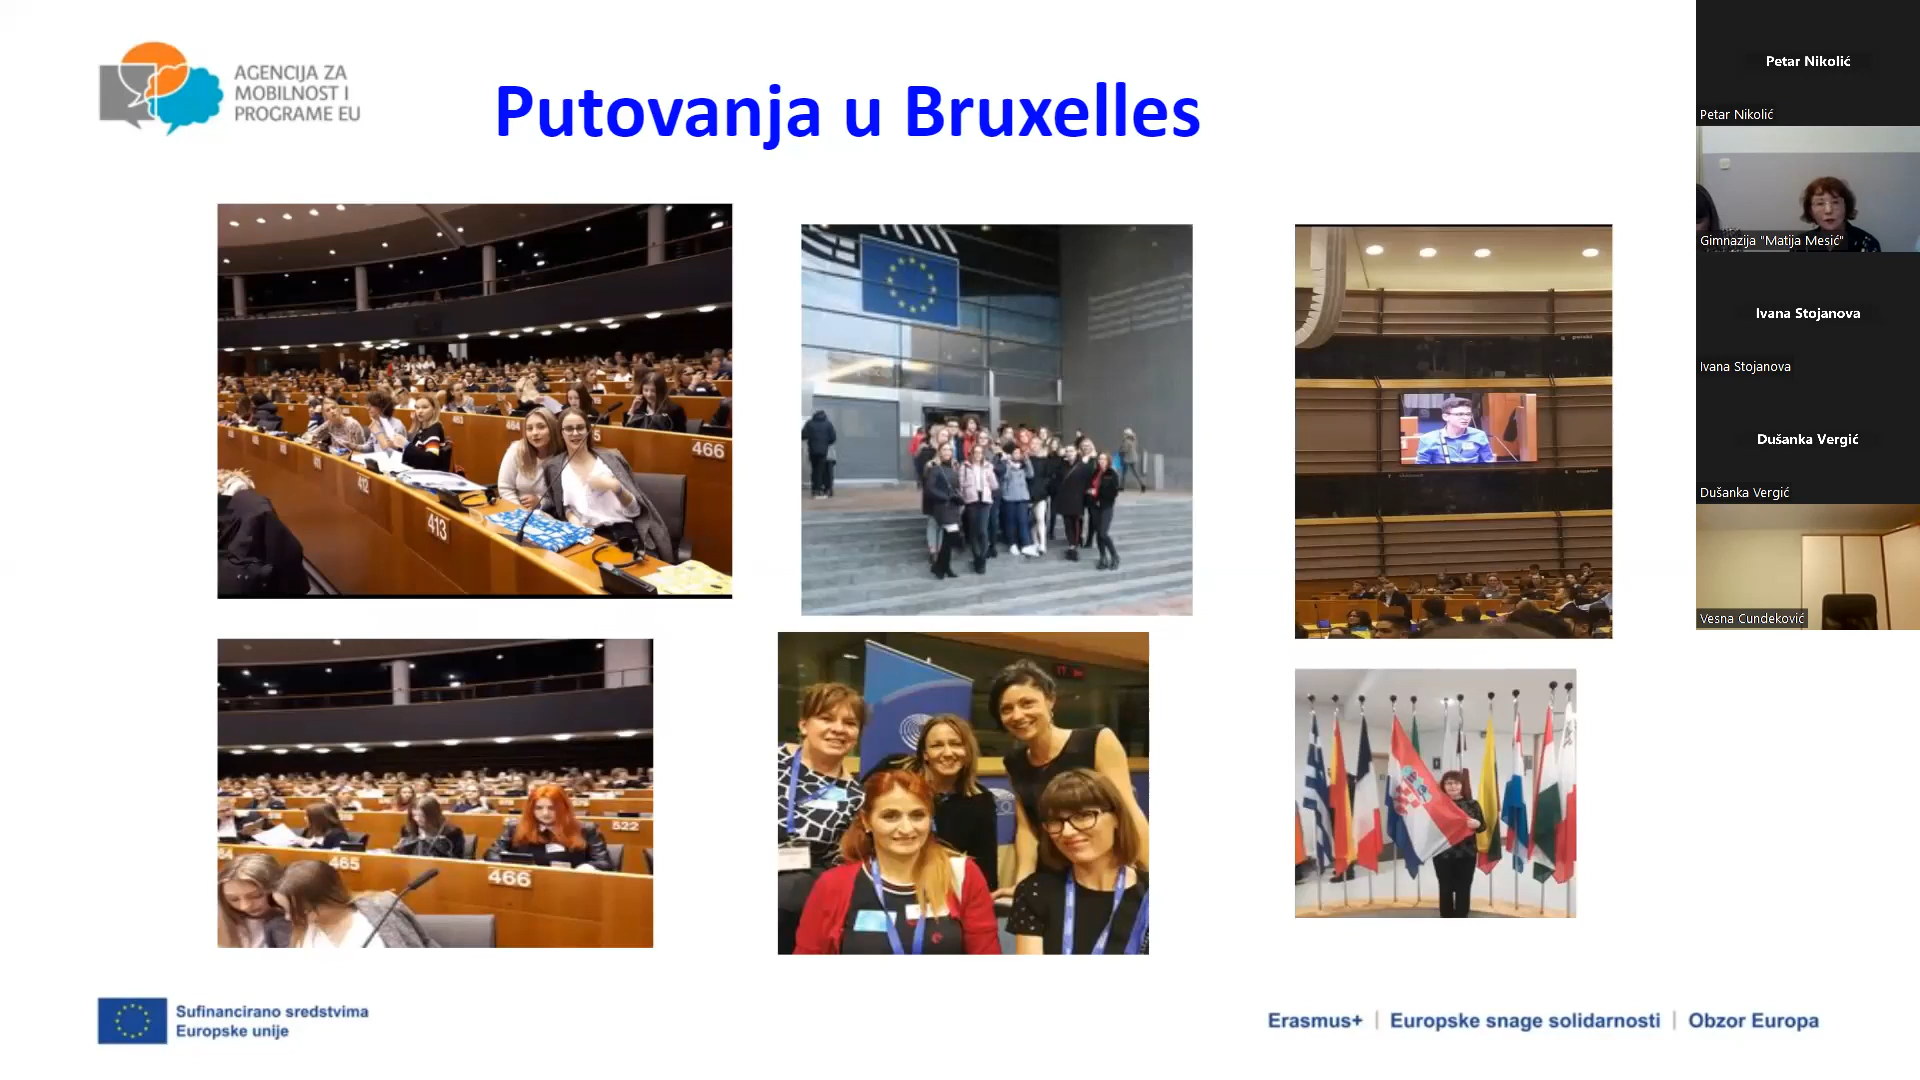 AGENCIJA ZA
MOBILNOST I
PROGRAME EU
Putovanja u Bruxelles
466
412
413
464
465
466
522
Sufinancirano sredstvima
Europske unije
Erasmus+ | Europske snage solidarnosti | Obzor Europa
Petar Nikolić
Petar Nikolić
Gimnazija "Matija Mesić"
Ivana Stojanova
Ivana Stojanova
Dušanka Vergić
Dušanka Vergić
Vesna Cundeković